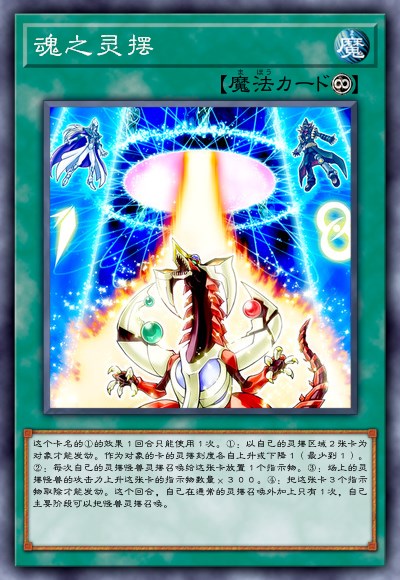 魂之灵摆
魔
【魔法カード】
まほう
这个卡名的①的效果1回合只能使用1次。①:以自己的灵摆区域2张卡为
对象才能发动。作为对象的卡的灵摆刻度各自上升或下降1(最少到1)。
②:每次自己的灵摆怪兽灵摆召唤给这张卡放置1个指示物。③:场上的灵
摆怪兽的攻击力上升这张卡的指示物数量×300。④:把这张卡3个指示
物取除才能发动。这个回合,自己在通常的灵摆召唤外加上只有1次,自己
主要阶段可以把怪兽灵摆召唤。